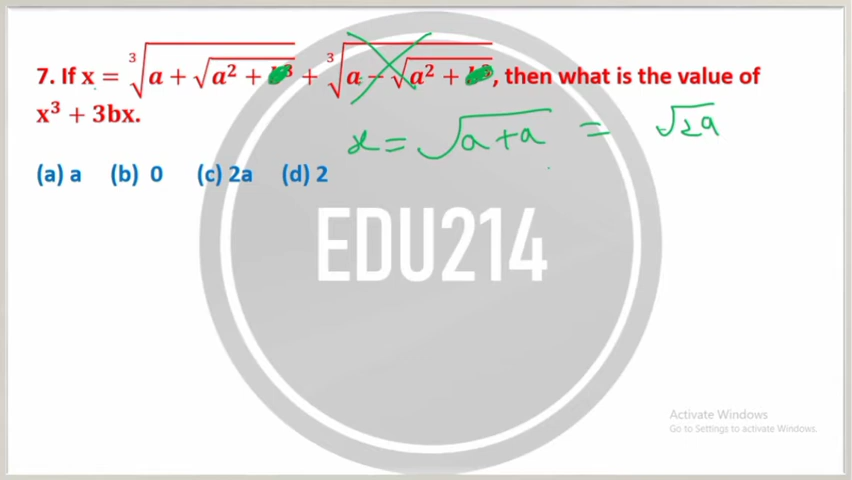 7. If x = ∛(a + √(a² + b³)) + ∛(a − √(a² + b³)), then what is the value of
x³ + 3bx.
x = √(a + a) = √2a
(a) a (b) 0 (c) 2a (d) 2
EDU214
Activate Windows
Go to Settings to activate Windows.